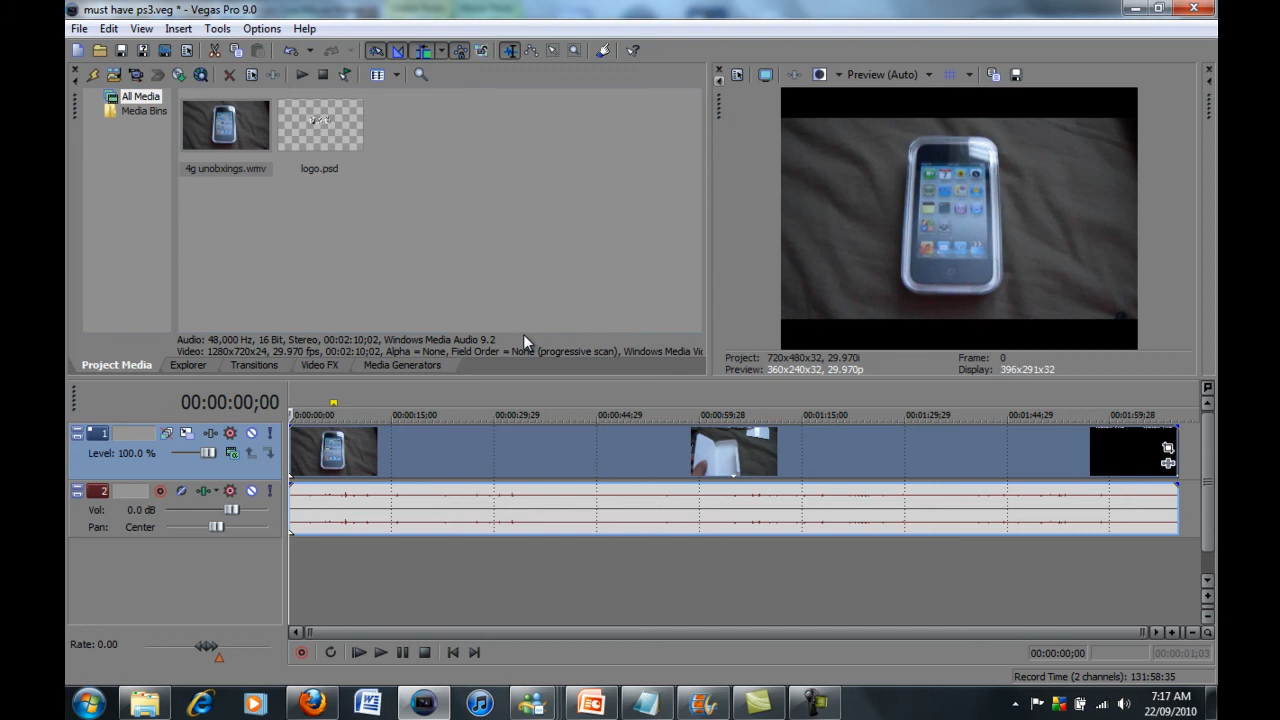 must have ps3.veg * - Vegas Pro 9.0
File Edit View Insert Tools Options Help
Preview (Auto)
All Media
Media Bins
4g unobxings.wmv
logo.psd
Audio: 48,000 Hz, 16 Bit, Stereo, 00:02:10;02, Windows Media Audio 9.2
Video: 1280x720x24, 29.970 fps, 00:02:10;02, Alpha = None, Field Order = None (progressive scan), Windows Media Vi
Project: 720x480x32, 29.970i
Frame: 0
Preview: 360x240x32, 29.970p
Display: 396x291x32
Project Media Explorer Transitions Video FX Media Generators
00:00:00;00
0:00:00;00 00:00:15;00 00:00:29;29 00:00:44;29 00:00:59;28 00:01:15;00 00:01:29;29 00:01:44;29 00:01:59;28
1
Level: 100.0 %
2
Vol: 0.0 dB
Pan: Center
Rate: 0.00
00:00:00;00
00:00:01;03
Record Time (2 channels): 131:58:35
7:17 AM
22/09/2010